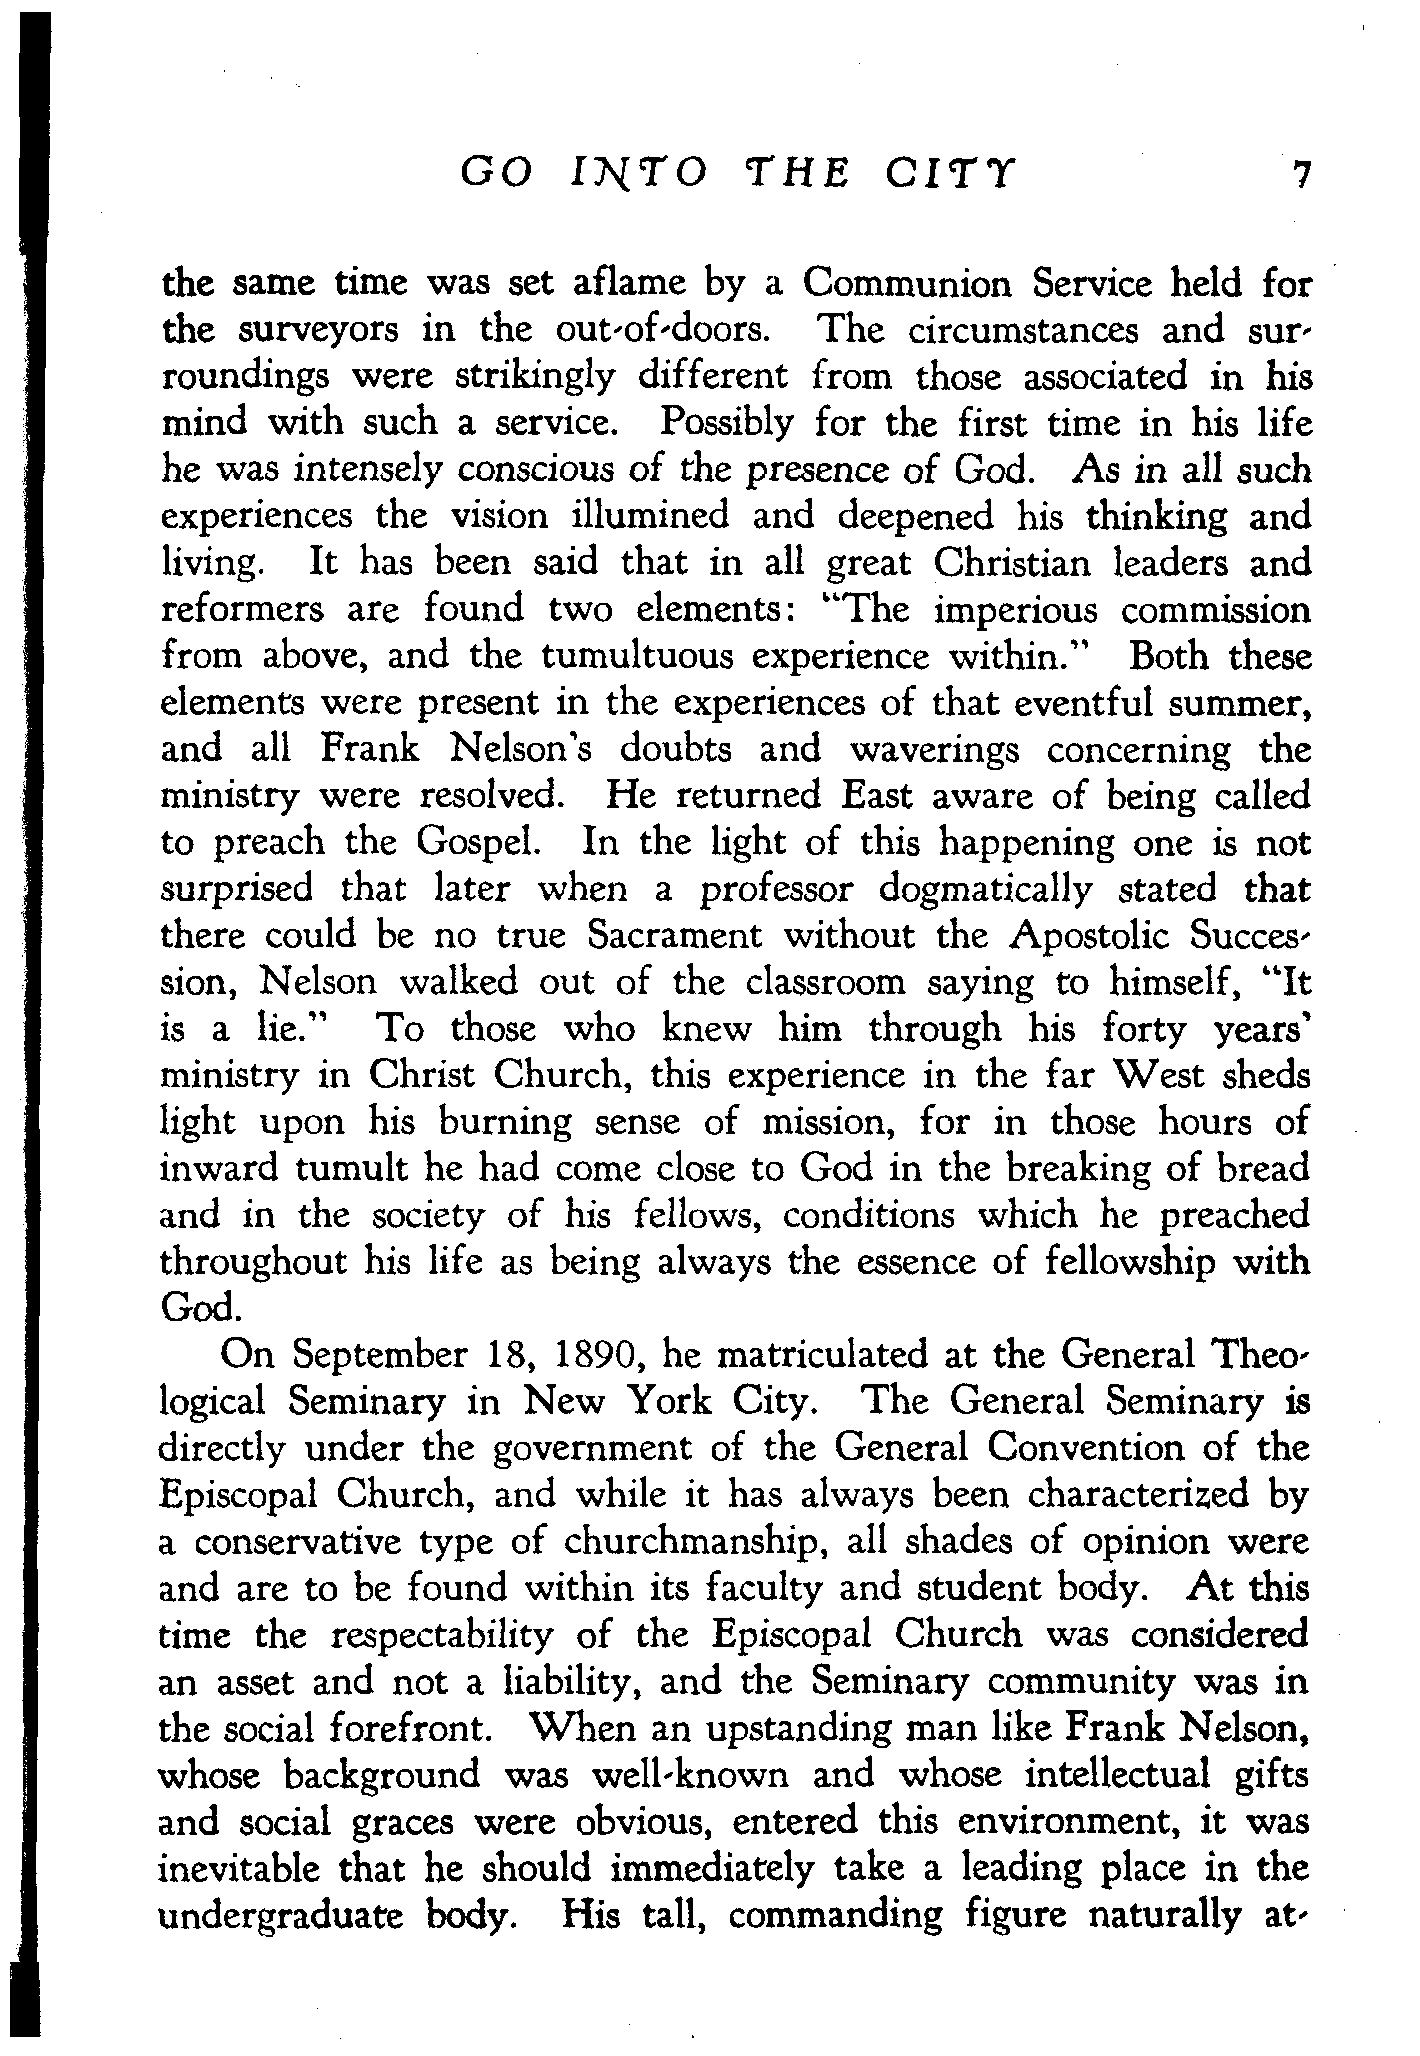 GO INTO THE CITY 7
the same time was set aflame by a Communion Service held for
the surveyors in the out-of-doors. The circumstances and sur-
roundings were strikingly different from those associated in his
mind with such a service. Possibly for the first time in his life
he was intensely conscious of the presence of God. As in all such
experiences the vision illumined and deepened his thinking and
living. It has been said that in all great Christian leaders and
reformers are found two elements: "The imperious commission
from above, and the tumultuous experience within." Both these
elements were present in the experiences of that eventful summer,
and all Frank Nelson's doubts and waverings concerning the
ministry were resolved. He returned East aware of being called
to preach the Gospel. In the light of this happening one is not
surprised that later when a professor dogmatically stated that
there could be no true Sacrament without the Apostolic Succes-
sion, Nelson walked out of the classroom saying to himself, "It
is a lie." To those who knew him through his forty years'
ministry in Christ Church, this experience in the far West sheds
light upon his burning sense of mission, for in those hours of
inward tumult he had come close to God in the breaking of bread
and in the society of his fellows, conditions which he preached
throughout his life as being always the essence of fellowship with
God.
On September 18, 1890, he matriculated at the General Theo-
logical Seminary in New York City. The General Seminary is
directly under the government of the General Convention of the
Episcopal Church, and while it has always been characterized by
a conservative type of churchmanship, all shades of opinion were
and are to be found within its faculty and student body. At this
time the respectability of the Episcopal Church was considered
an asset and not a liability, and the Seminary community was in
the social forefront. When an upstanding man like Frank Nelson,
whose background was well-known and whose intellectual gifts
and social graces were obvious, entered this environment, it was
inevitable that he should immediately take a leading place in the
undergraduate body. His tall, commanding figure naturally at-